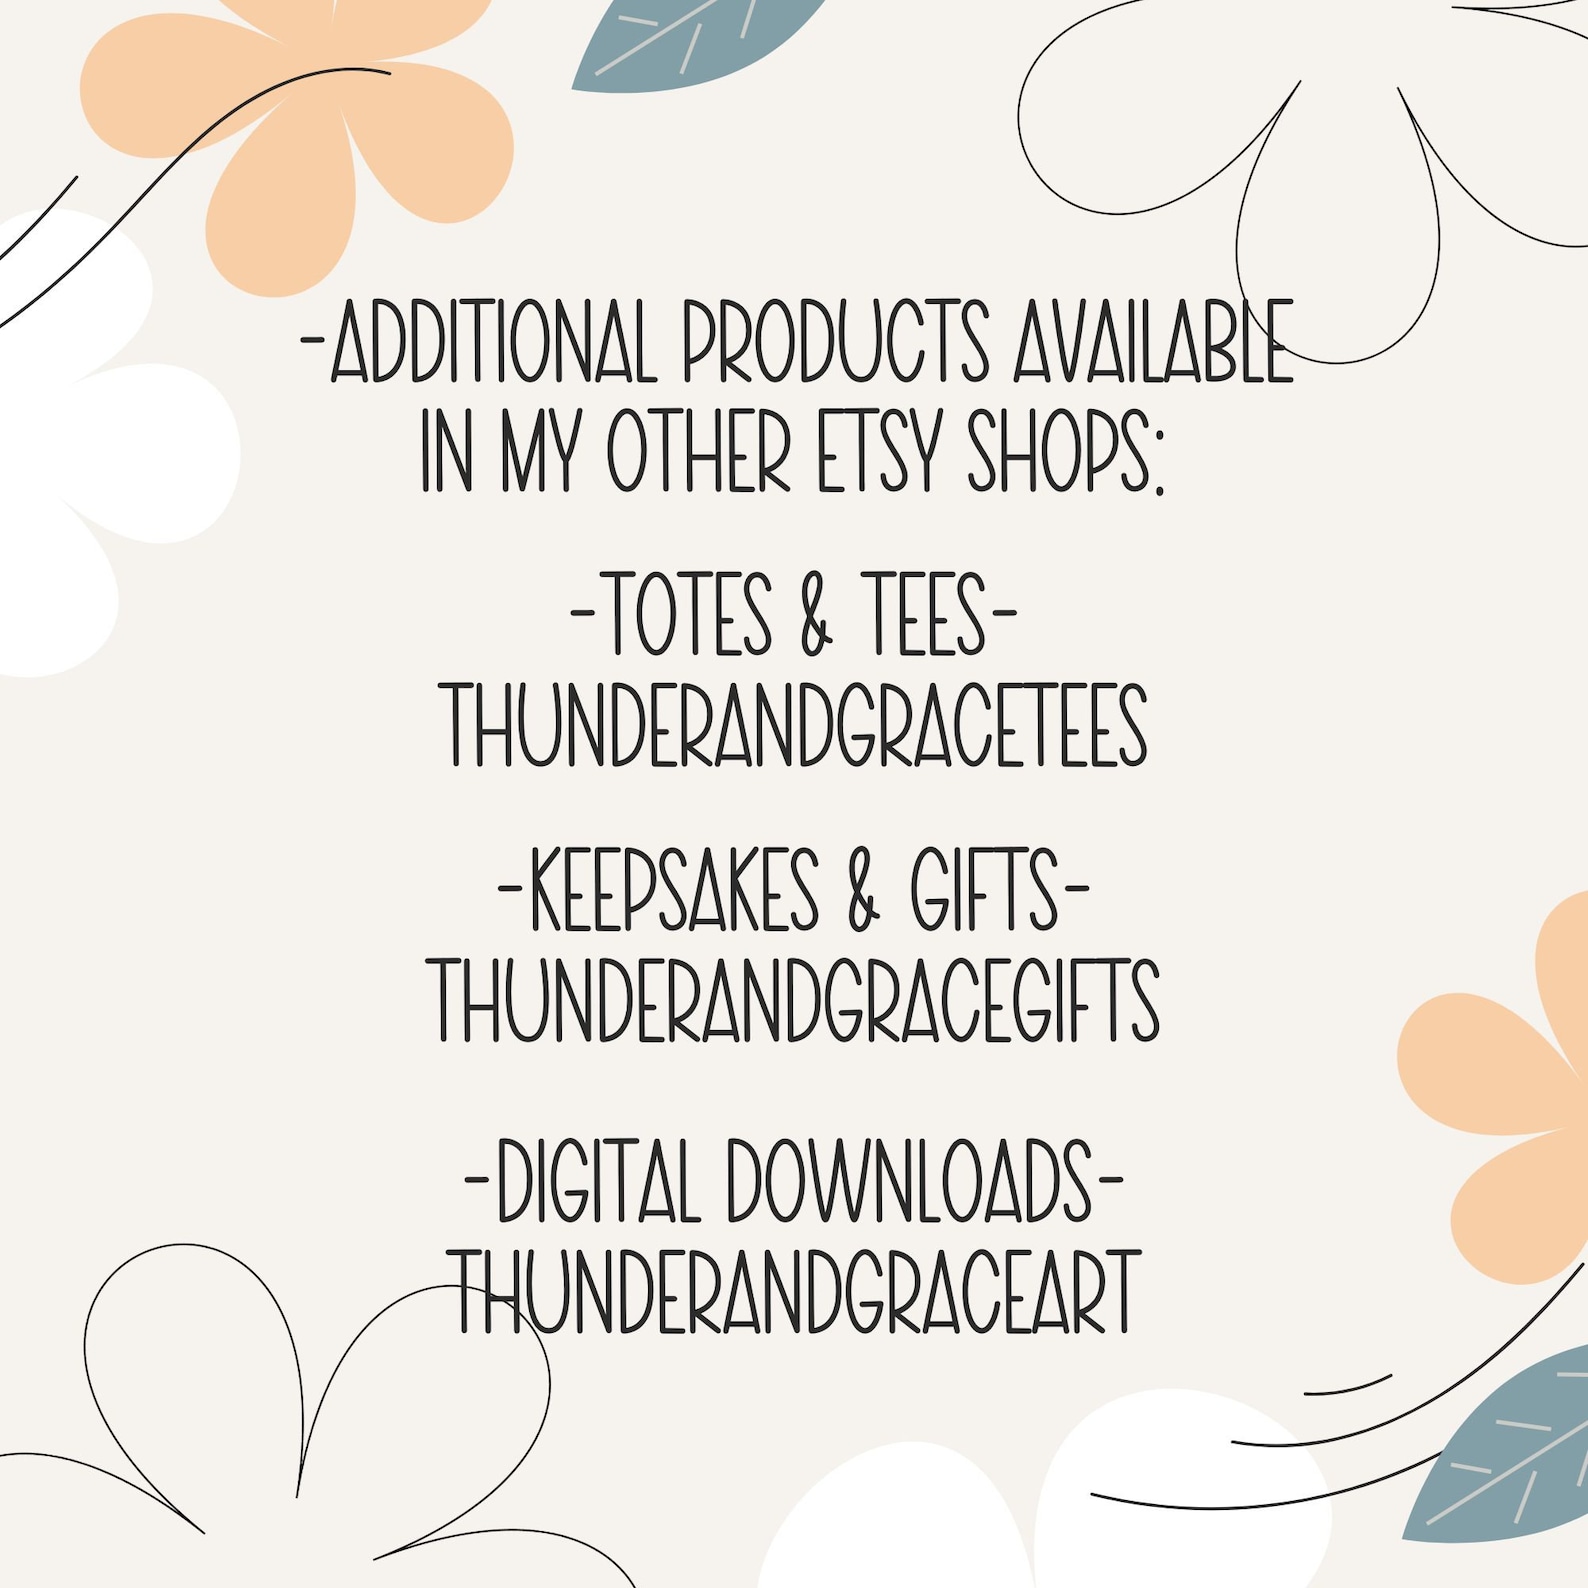 -ADDITIONAL PRODUCTS AVAILABLE
IN MY OTHER ETSY SHOPS:
-TOTES & TEES-
THUNDERANDGRACETEES
-KEEPSAKES & GIFTS-
THUNDERANDGRACEGIFTS
-DIGITAL DOWNLOADS-
THUNDERANDGRACEART